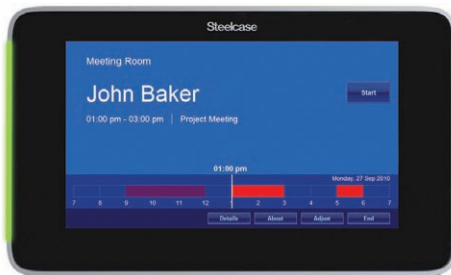 Steelcase
Meeting Room
John Baker
Start
01:00 pm - 03:00 pm | Project Meeting
01:00 pm
Monday, 27 Sep 2010
7 8 9 10 11 12 1 2 3 4 5 6 7
Details About Adjust End